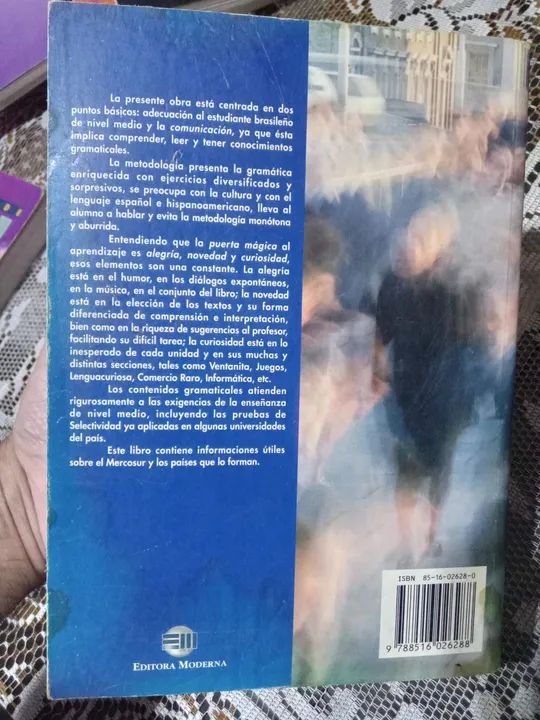 La presente obra está centrada en dos
puntos básicos: adecuación al estudiante brasileño
de nivel medio y la comunicación, ya que ésta
implica comprender, leer y tener conocimientos
gramaticales.
La metodología presenta la gramática
enriquecida con ejercicios diversificados y
sorpresivos, se preocupa con la cultura y con el
lenguaje español e hispanoamericano, lleva al
alumno a hablar y evita la metodología monótona
y aburrida.
Entendiendo que la puerta mágica al
aprendizaje es alegría, novedad y curiosidad,
esos elementos son una constante. La alegría
está en el humor, en los diálogos expontáneos,
en la música, en el conjunto del libro; la novedad
está en la elección de los textos y su forma
diferenciada de comprensión e interpretación,
bien como en la riqueza de sugerencias al profesor,
facilitando su difícil tarea; la curiosidad está en lo
inesperado de cada unidad y en sus muchas y
distintas secciones, tales como Ventanita, Juegos,
Lenguacuriosa, Comercio Raro, Informática, etc.
Los contenidos gramaticales atienden
rigurosamente a las exigencias de la enseñanza
de nivel medio, incluyendo las pruebas de
Selectividad ya aplicadas en algunas universidades
del país.
Este libro contiene informaciones útiles
sobre el Mercosur y los países que lo forman.
EDITORA MODERNA
ISBN 85-16-02628-0
9 788516 026288